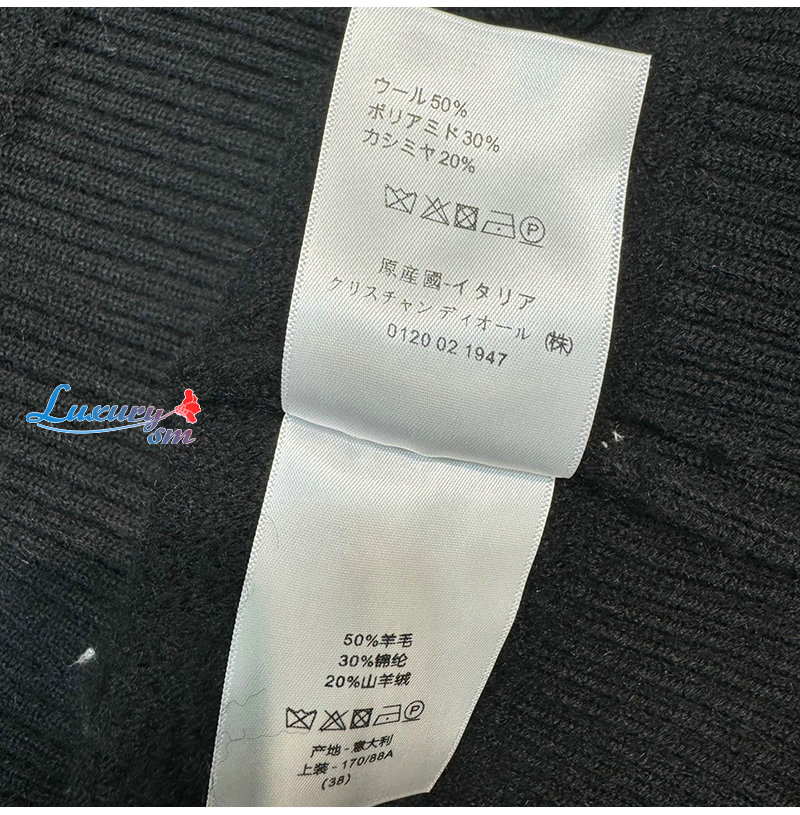 ウール50%
ポリアミド30%
カシミヤ20%
P
原産國-イタリア
クリスチャン ディオール (株)
0120 02 1947
Luxury
sm
50%羊毛
30%锦纶
20%山羊绒
P
产地 - 意大利
上装 - 170/88A
(38)